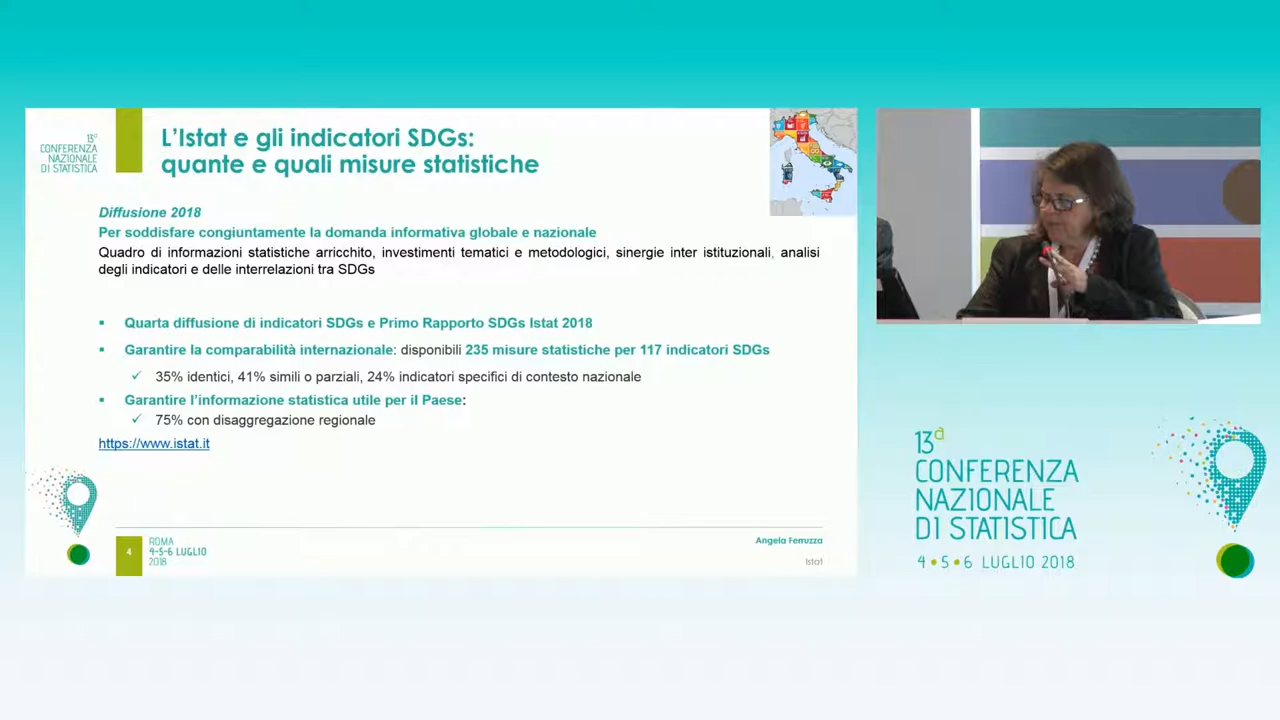 13ª
CONFERENZA
NAZIONALE
DI STATISTICA
L'Istat e gli indicatori SDGs:
quante e quali misure statistiche
Diffusione 2018
Per soddisfare congiuntamente la domanda informativa globale e nazionale
Quadro di informazioni statistiche arricchito, investimenti tematici e metodologici, sinergie inter istituzionali, analisi
degli indicatori e delle interrelazioni tra SDGs
▪ Quarta diffusione di indicatori SDGs e Primo Rapporto SDGs Istat 2018
▪ Garantire la comparabilità internazionale: disponibili 235 misure statistiche per 117 indicatori SDGs
✓ 35% identici, 41% simili o parziali, 24% indicatori specifici di contesto nazionale
▪ Garantire l'informazione statistica utile per il Paese:
✓ 75% con disaggregazione regionale
https://www.istat.it
4
ROMA
4-5-6 LUGLIO
2018
Angela Ferruzza
Istat
13ª
CONFERENZA
NAZIONALE
DI STATISTICA
4•5•6 LUGLIO 2018